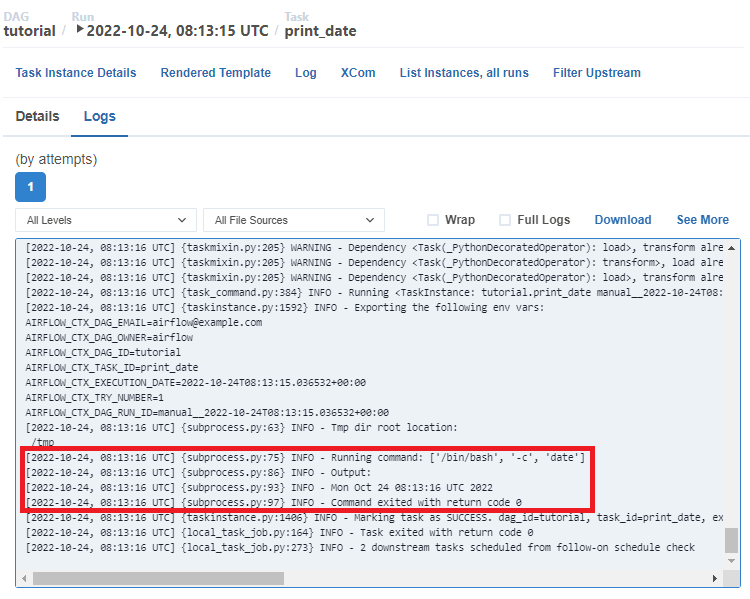 DAG Run Task
tutorial / 2022-10-24, 08:13:15 UTC / print_date
Task Instance Details Rendered Template Log XCom List Instances, all runs Filter Upstream
Details Logs
(by attempts)
1
All Levels All File Sources Wrap Full Logs Download See More
[2022-10-24, 08:13:16 UTC] {taskmixin.py:205} WARNING - Dependency <Task(_PythonDecoratedOperator): load>, transform alre
[2022-10-24, 08:13:16 UTC] {taskmixin.py:205} WARNING - Dependency <Task(_PythonDecoratedOperator): transform>, load alre
[2022-10-24, 08:13:16 UTC] {taskmixin.py:205} WARNING - Dependency <Task(_PythonDecoratedOperator): load>, transform alre
[2022-10-24, 08:13:16 UTC] {task_command.py:384} INFO - Running <TaskInstance: tutorial.print_date manual__2022-10-24T08:
[2022-10-24, 08:13:16 UTC] {taskinstance.py:1592} INFO - Exporting the following env vars:
AIRFLOW_CTX_DAG_EMAIL=airflow@example.com
AIRFLOW_CTX_DAG_OWNER=airflow
AIRFLOW_CTX_DAG_ID=tutorial
AIRFLOW_CTX_TASK_ID=print_date
AIRFLOW_CTX_EXECUTION_DATE=2022-10-24T08:13:15.036532+00:00
AIRFLOW_CTX_TRY_NUMBER=1
AIRFLOW_CTX_DAG_RUN_ID=manual__2022-10-24T08:13:15.036532+00:00
[2022-10-24, 08:13:16 UTC] {subprocess.py:63} INFO - Tmp dir root location:
/tmp
[2022-10-24, 08:13:16 UTC] {subprocess.py:75} INFO - Running command: ['/bin/bash', '-c', 'date']
[2022-10-24, 08:13:16 UTC] {subprocess.py:86} INFO - Output:
[2022-10-24, 08:13:16 UTC] {subprocess.py:93} INFO - Mon Oct 24 08:13:16 UTC 2022
[2022-10-24, 08:13:16 UTC] {subprocess.py:97} INFO - Command exited with return code 0
[2022-10-24, 08:13:16 UTC] {taskinstance.py:1406} INFO - Marking task as SUCCESS. dag_id=tutorial, task_id=print_date, ex
[2022-10-24, 08:13:16 UTC] {local_task_job.py:164} INFO - Task exited with return code 0
[2022-10-24, 08:13:16 UTC] {local_task_job.py:273} INFO - 2 downstream tasks scheduled from follow-on schedule check